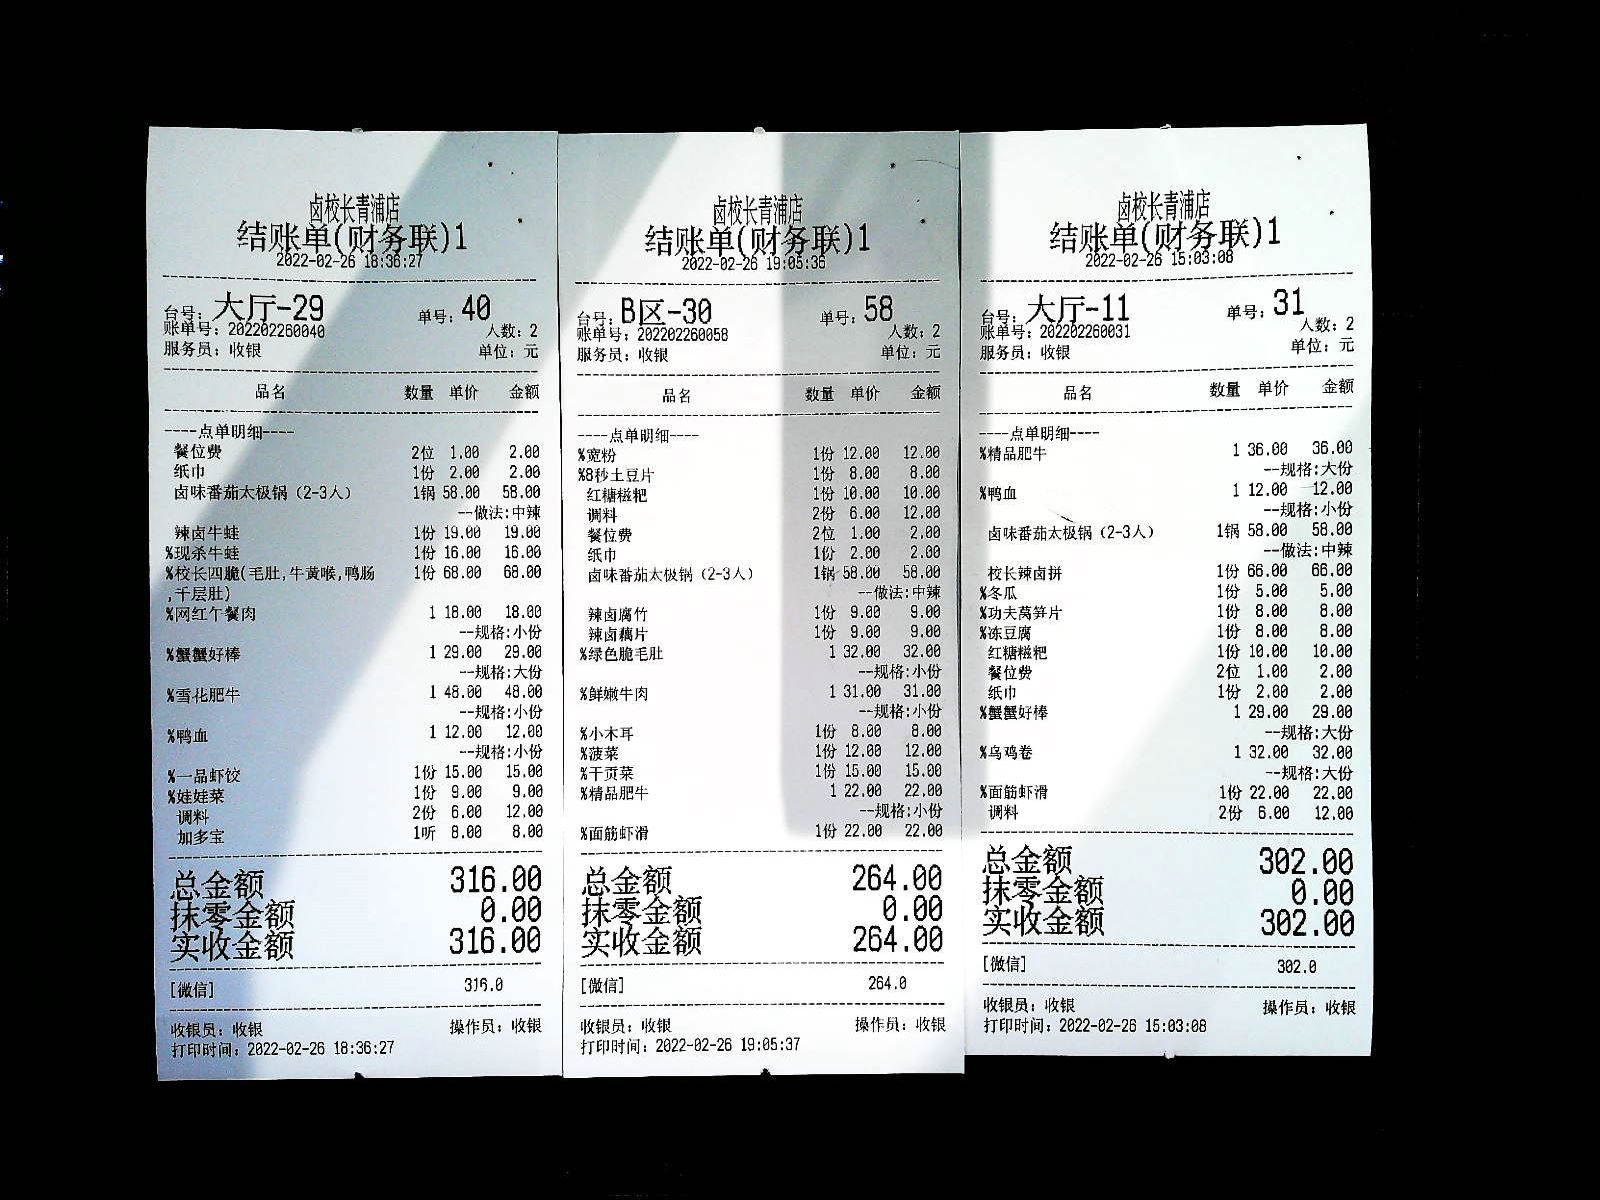 卤校长青浦店
结账单(财务联)1
2022-02-26 18:36:27
台号: 大厅-29 单号: 40
账单号: 202202260040 人数: 2
服务员: 收银 单位: 元
品名 数量 单价 金额
----点单明细----
餐位费 2位 1.00 2.00
纸巾 1份 2.00 2.00
卤味番茄太极锅 (2-3人) 1锅 58.00 58.00
--做法:中辣
辣卤牛蛙 1份 19.00 19.00
%现杀牛蛙 1份 16.00 16.00
%校长四脆(毛肚,牛黄喉,鸭肠 1份 68.00 68.00
,千层肚)
%网红午餐肉 1 18.00 18.00
--规格:小份
%蟹蟹好棒 1 29.00 29.00
--规格:大份
%雪花肥牛 1 48.00 48.00
--规格:小份
%鸭血 1 12.00 12.00
--规格:小份
%一品虾饺 1份 15.00 15.00
%娃娃菜 1份 9.00 9.00
调料 2份 6.00 12.00
加多宝 1听 8.00 8.00
总金额 316.00
抹零金额 0.00
实收金额 316.00
[微信] 316.0
收银员: 收银 操作员: 收银
打印时间: 2022-02-26 18:36:27
卤校长青浦店
结账单(财务联)1
2022-02-26 19:05:36
台号: B区-30 单号: 58
账单号: 202202260058 人数: 2
服务员: 收银 单位: 元
品名 数量 单价 金额
----点单明细----
%宽粉 1份 12.00 12.00
%8秒土豆片 1份 8.00 8.00
红糖糍粑 1份 10.00 10.00
调料 2份 6.00 12.00
餐位费 2位 1.00 2.00
纸巾 1份 2.00 2.00
卤味番茄太极锅 (2-3人) 1锅 58.00 58.00
--做法:中辣
辣卤腐竹 1份 9.00 9.00
辣卤藕片 1份 9.00 9.00
%绿色脆毛肚 1 32.00 32.00
--规格:小份
%鲜嫩牛肉 1 31.00 31.00
--规格:小份
%小木耳 1份 8.00 8.00
%菠菜 1份 12.00 12.00
%干页菜 1份 15.00 15.00
%精品肥牛 1 22.00 22.00
--规格:小份
%面筋虾滑 1份 22.00 22.00
总金额 264.00
抹零金额 0.00
实收金额 264.00
[微信] 264.0
收银员: 收银 操作员: 收银
打印时间: 2022-02-26 19:05:37
卤校长青浦店
结账单(财务联)1
2022-02-26 15:03:08
台号: 大厅-11 单号: 31
账单号: 202202260031 人数: 2
服务员: 收银 单位: 元
品名 数量 单价 金额
----点单明细----
%精品肥牛 1 36.00 36.00
--规格:大份
%鸭血 1 12.00 12.00
--规格:小份
卤味番茄太极锅 (2-3人) 1锅 58.00 58.00
--做法:中辣
校长辣卤拼 1份 66.00 66.00
%冬瓜 1份 5.00 5.00
%功夫莴笋片 1份 8.00 8.00
%冻豆腐 1份 8.00 8.00
红糖糍粑 1份 10.00 10.00
餐位费 2位 1.00 2.00
纸巾 1份 2.00 2.00
%蟹蟹好棒 1 29.00 29.00
--规格:大份
%乌鸡卷 1 32.00 32.00
--规格:大份
%面筋虾滑 1份 22.00 22.00
调料 2份 6.00 12.00
总金额 302.00
抹零金额 0.00
实收金额 302.00
[微信] 302.0
收银员: 收银 操作员: 收银
打印时间: 2022-02-26 15:03:08